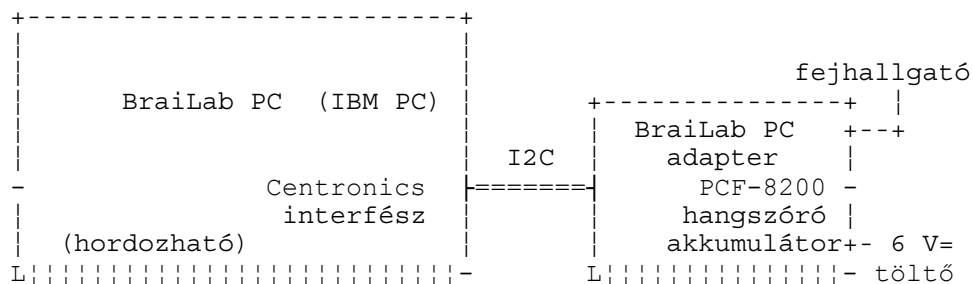 fejhallgató
BraiLab PC (IBM PC)
BraiLab PC
I2C
adapter
Centronics
PCF-8200
interfész
hangszóró
(hordozható)
akkumulátor
6 V=
töltő